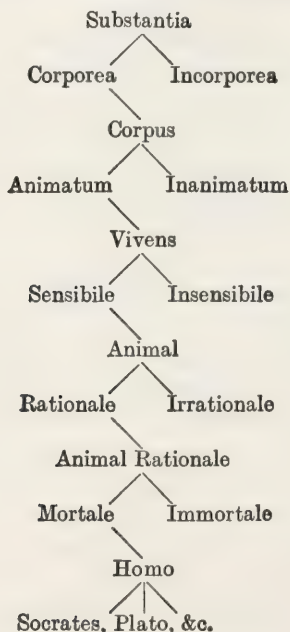 Substantia
Corporea Incorporea
Corpus
Animatum Inanimatum
Vivens
Sensibile Insensibile
Animal
Rationale Irrationale
Animal Rationale
Mortale Immortale
Homo
Socrates, Plato, &c.